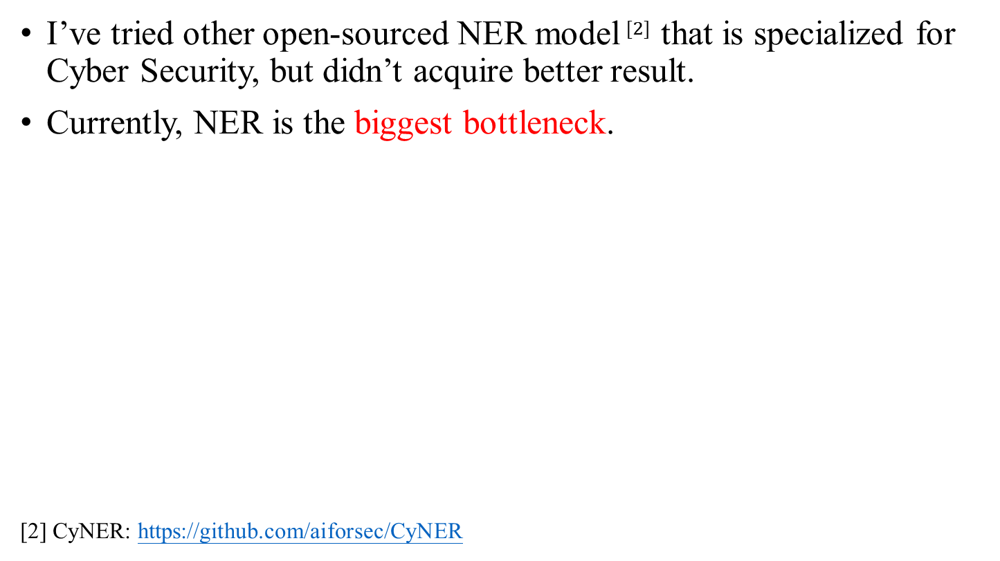 • I’ve tried other open-sourced NER model [2] that is specialized for
Cyber Security, but didn’t acquire better result.
• Currently, NER is the biggest bottleneck.
[2] CyNER: https://github.com/aiforsec/CyNER